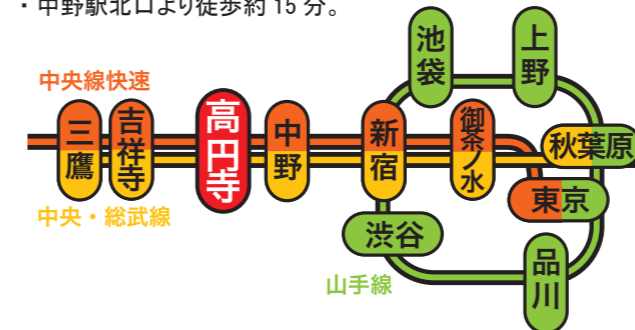 ・中野駅北口より徒歩約 15 分。
池袋
上野
中央線快速
三鷹
吉祥寺
高円寺
中野
新宿
御茶ノ水
秋葉原
東京
中央・総武線
渋谷
品川
山手線